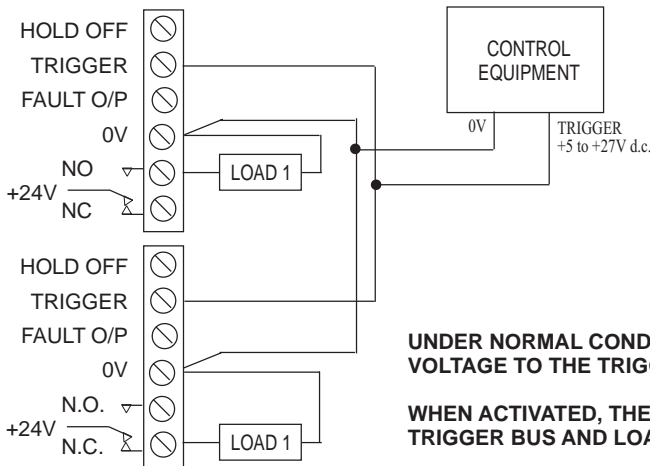 HOLD OFF
TRIGGER
FAULT O/P
0V
NO
+24V
NC
LOAD 1
CONTROL
EQUIPMENT
0V
TRIGGER
+5 to +27V d.c.
HOLD OFF
TRIGGER
FAULT O/P
0V
N.O.
+24V
N.C.
LOAD 1
UNDER NORMAL COND
VOLTAGE TO THE TRIG
WHEN ACTIVATED, THE
TRIGGER BUS AND LOA